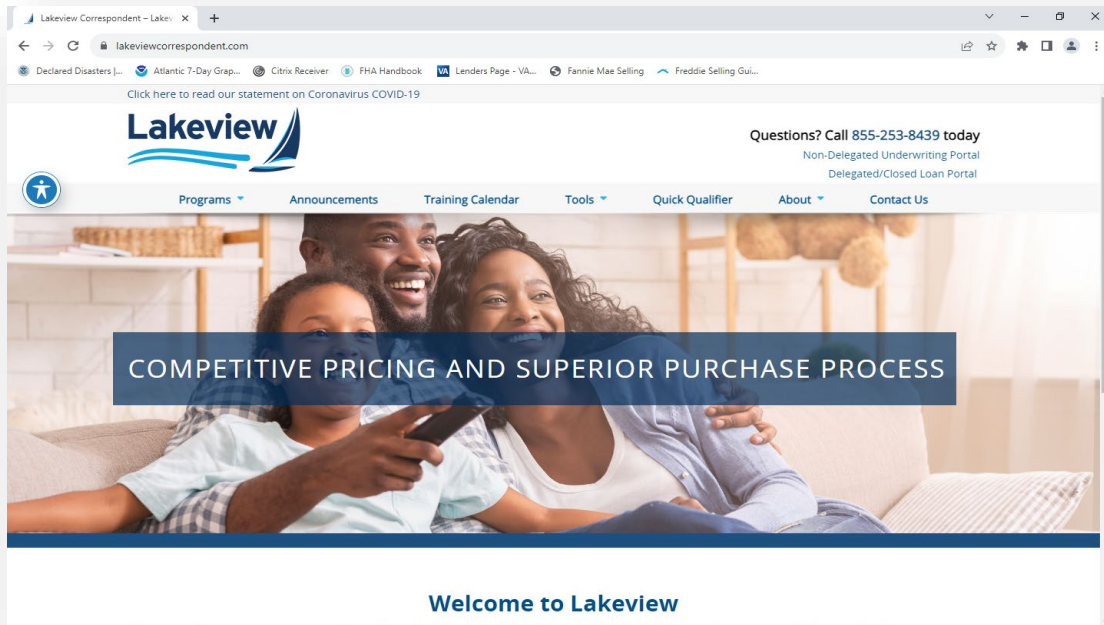 Lakeview Correspondent – Lakev
lakeviewcorrespondent.com
Declared Disasters |... Atlantic 7-Day Grap... Citrix Receiver FHA Handbook VA Lenders Page - VA... Fannie Mae Selling Freddie Selling Gui...
Click here to read our statement on Coronavirus COVID-19
Lakeview
Questions? Call 855-253-8439 today
Non-Delegated Underwriting Portal
Delegated/Closed Loan Portal
Programs Announcements Training Calendar Tools Quick Qualifier About Contact Us
COMPETITIVE PRICING AND SUPERIOR PURCHASE PROCESS
Welcome to Lakeview